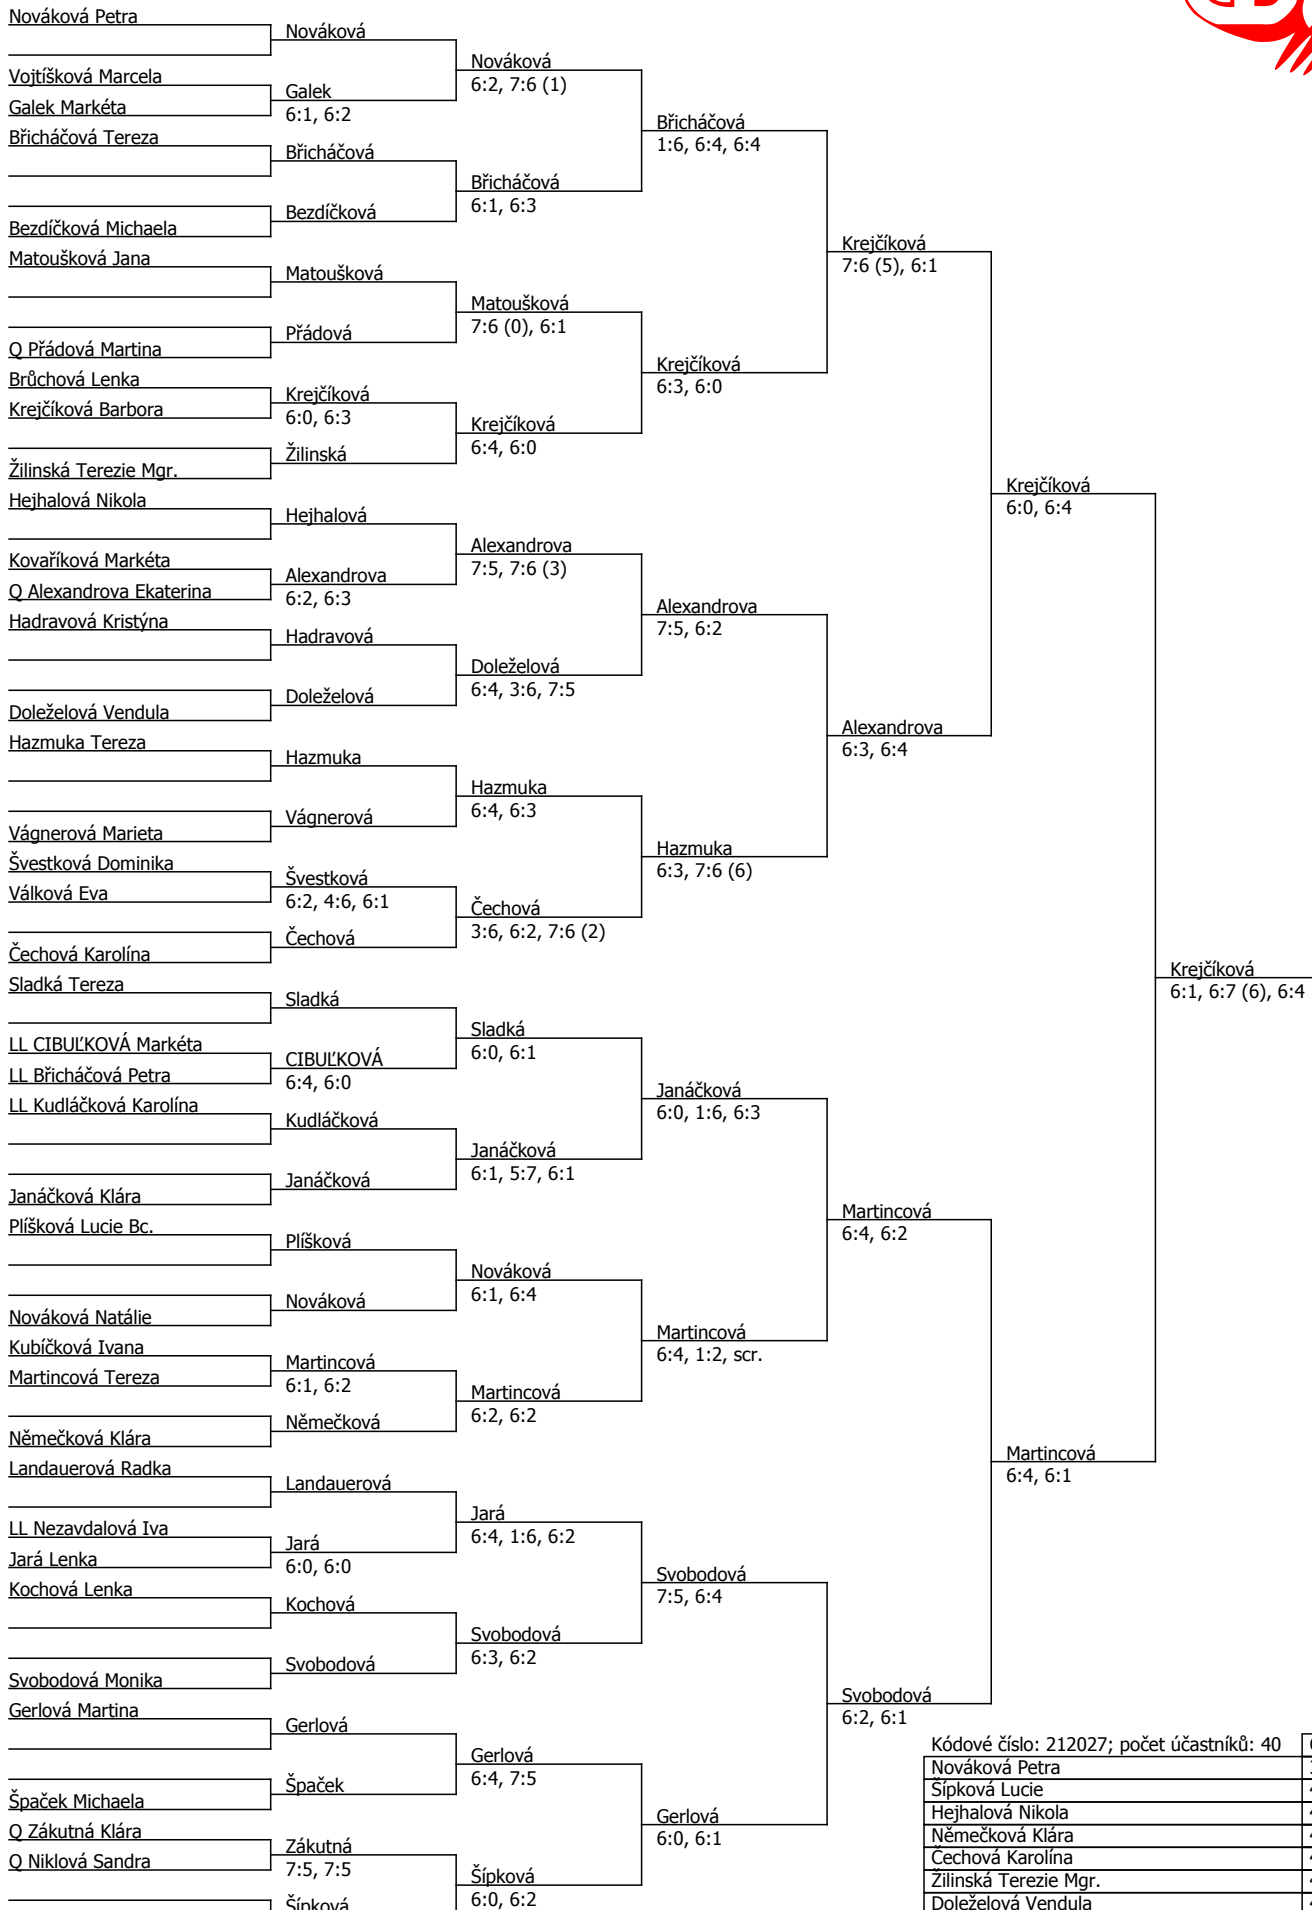 Nováková Petra
Vojtíšková Marcela
Galek Markéta
Břicháčová Tereza
Bezdíčková Michaela
Matoušková Jana
Q Přádová Martina
Brůchová Lenka
Krejčíková Barbora
Žilinská Terezie Mgr.
Hejhalová Nikola
Kovaříková Markéta
Q Alexandrova Ekaterina
Hadravová Kristýna
Doleželová Vendula
Hazmuka Tereza
Vágnerová Marieta
Švestková Dominika
Válková Eva
Čechová Karolína
Sladká Tereza
LL CIBUĽKOVÁ Markéta
LL Břicháčová Petra
LL Kudláčková Karolína
Janáčková Klára
Plíšková Lucie Bc.
Nováková Natálie
Kubíčková Ivana
Martincová Tereza
Němečková Klára
Landauerová Radka
LL Nezavdalová Iva
Jará Lenka
Kochová Lenka
Svobodová Monika
Gerlová Martina
Špaček Michaela
Q Zákutná Klára
Q Niklová Sandra
Nováková
Galek
6:1, 6:2
Břicháčová
Bezdíčková
Matoušková
Přádová
Krejčíková
6:0, 6:3
Žilinská
Hejhalová
Alexandrova
6:2, 6:3
Hadravová
Doleželová
Hazmuka
Vágnerová
Švestková
6:2, 4:6, 6:1
Čechová
Sladká
CIBUĽKOVÁ
6:4, 6:0
Kudláčková
Janáčková
Plíšková
Nováková
Martincová
6:1, 6:2
Němečková
Landauerová
Jará
6:0, 6:0
Kochová
Svobodová
Gerlová
Špaček
Zákutná
7:5, 7:5
Šípková
Nováková
6:2, 7:6 (1)
Břicháčová
6:1, 6:3
Matoušková
7:6 (0), 6:1
Krejčíková
6:4, 6:0
Alexandrova
7:5, 7:6 (3)
Doleželová
6:4, 3:6, 7:5
Hazmuka
6:4, 6:3
Čechová
3:6, 6:2, 7:6 (2)
Sladká
6:0, 6:1
Janáčková
6:1, 5:7, 6:1
Nováková
6:1, 6:4
Martincová
6:2, 6:2
Jará
6:4, 1:6, 6:2
Svobodová
6:3, 6:2
Gerlová
6:4, 7:5
Šípková
6:0, 6:2
Břicháčová
1:6, 6:4, 6:4
Krejčíková
6:3, 6:0
Alexandrova
7:5, 6:2
Hazmuka
6:3, 7:6 (6)
Janáčková
6:0, 1:6, 6:3
Martincová
6:4, 1:2, scr.
Svobodová
7:5, 6:4
Gerlová
6:0, 6:1
Krejčíková
7:6 (5), 6:1
Alexandrova
6:3, 6:4
Martincová
6:4, 6:2
Svobodová
6:2, 6:1
Krejčíková
6:0, 6:4
Martincová
6:4, 6:1
Krejčíková
6:1, 6:7 (6), 6:4
Kódové číslo: 212027; počet účastníků: 40
Nováková Petra
Šípková Lucie
Hejhalová Nikola
Němečková Klára
Čechová Karolína
Žilinská Terezie Mgr.
Doleželová Vendula